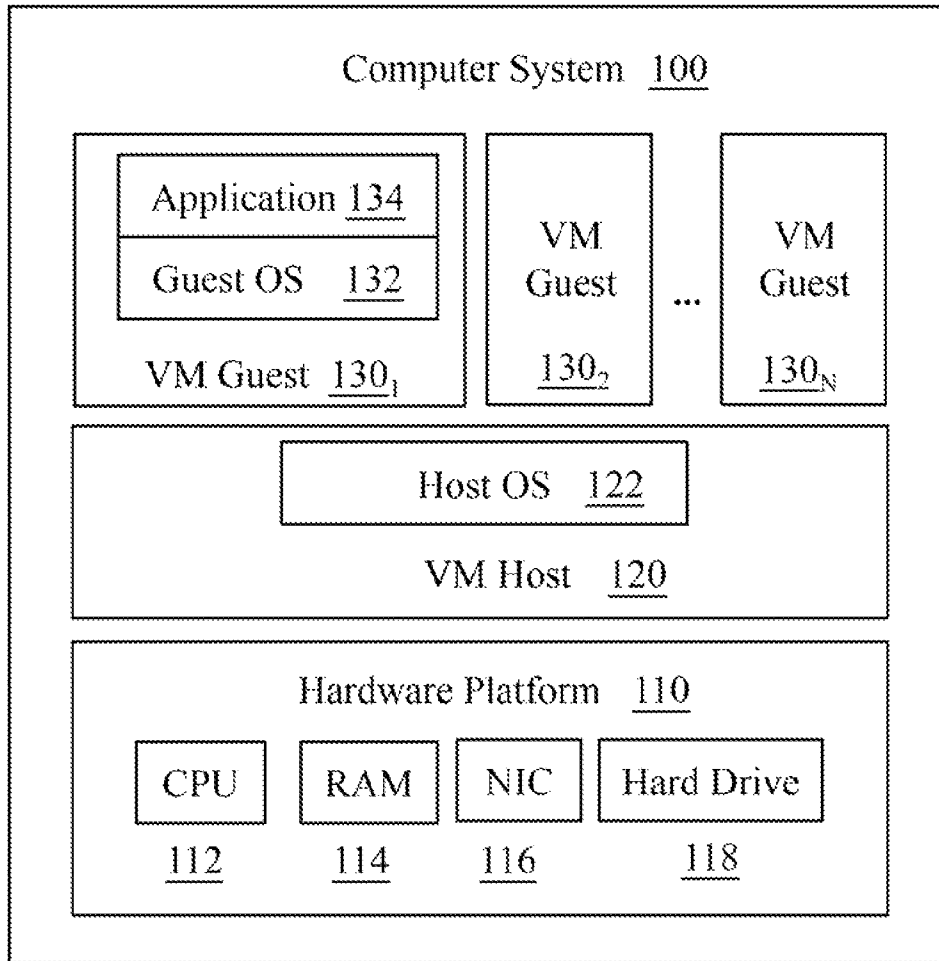 Computer System 100
Application 134
Guest OS 132
VM Guest 130₁
VM
Guest
130₂
...
VM
Guest
130_N
Host OS 122
VM Host 120
Hardware Platform 110
CPU RAM NIC Hard Drive
112 114 116 118